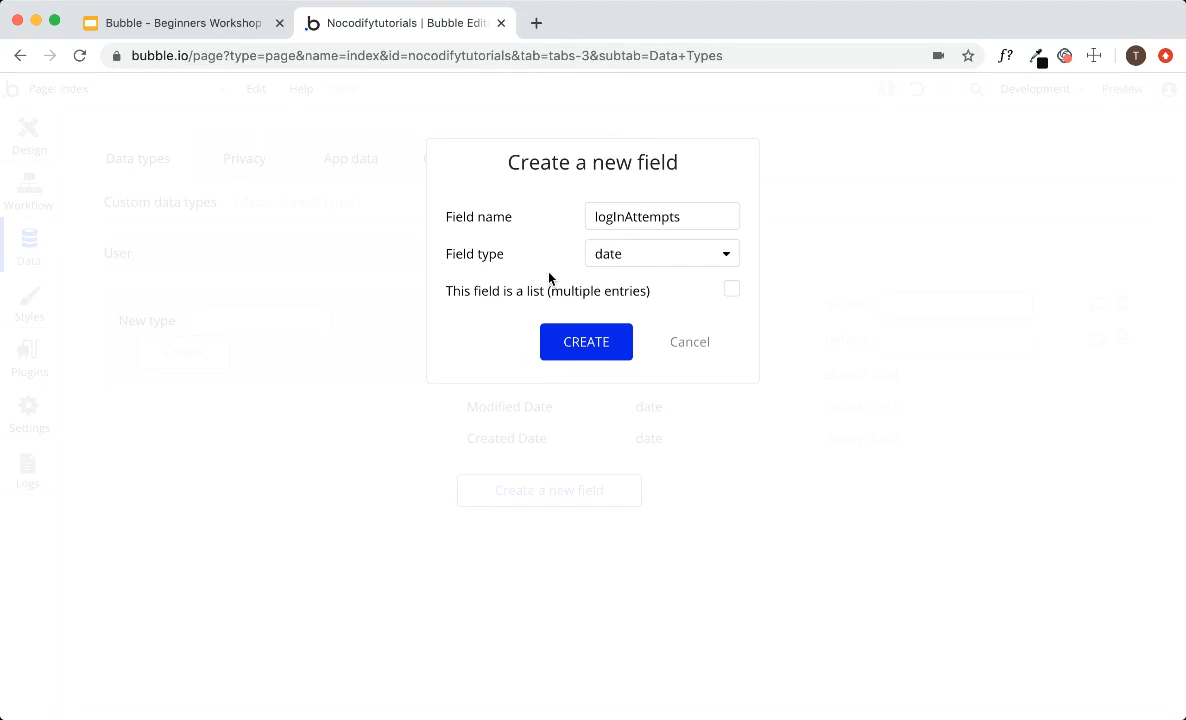 Bubble - Beginners Workshop
Nocodifytutorials | Bubble Edit
bubble.io/page?type=page&name=index&id=nocodifytutorials&tab=tabs-3&subtab=Data+Types
f?
T
Page: index
Edit
Help
Saved
Development
Preview
Design
Workflow
Data
Styles
Plugins
Settings
Logs
Data types
Privacy
App data
Custom data types
User
New type
Create
Create a new field
Field name
logInAttempts
Field type
date
This field is a list (multiple entries)
CREATE
Cancel
Modified Date
date
Created Date
date
Create a new field